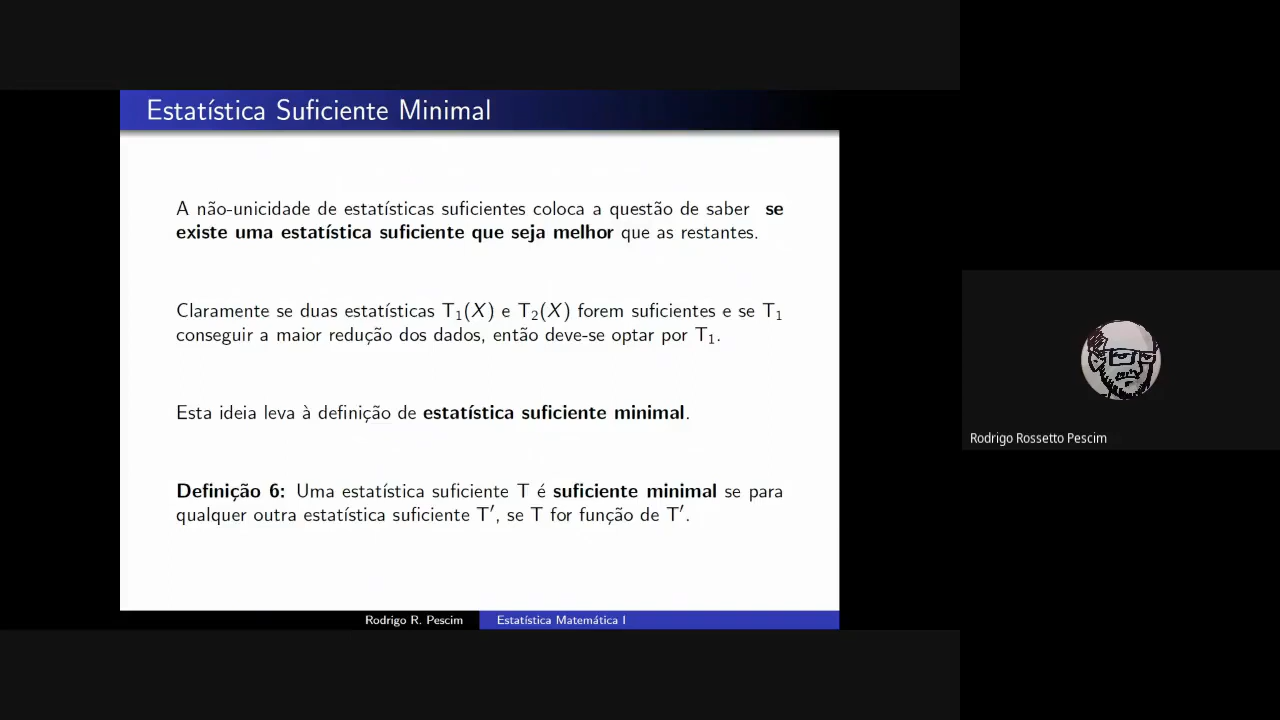 Estatística Suficiente Minimal
A não-unicidade de estatísticas suficientes coloca a questão de saber se
existe uma estatística suficiente que seja melhor que as restantes.
Claramente se duas estatísticas T₁(X) e T₂(X) forem suficientes e se T₁
conseguir a maior redução dos dados, então deve-se optar por T₁.
Esta ideia leva à definição de estatística suficiente minimal.
Definição 6: Uma estatística suficiente T é suficiente minimal se para
qualquer outra estatística suficiente T′, se T for função de T′.
Rodrigo R. Pescim
Estatística Matemática I
Rodrigo Rossetto Pescim